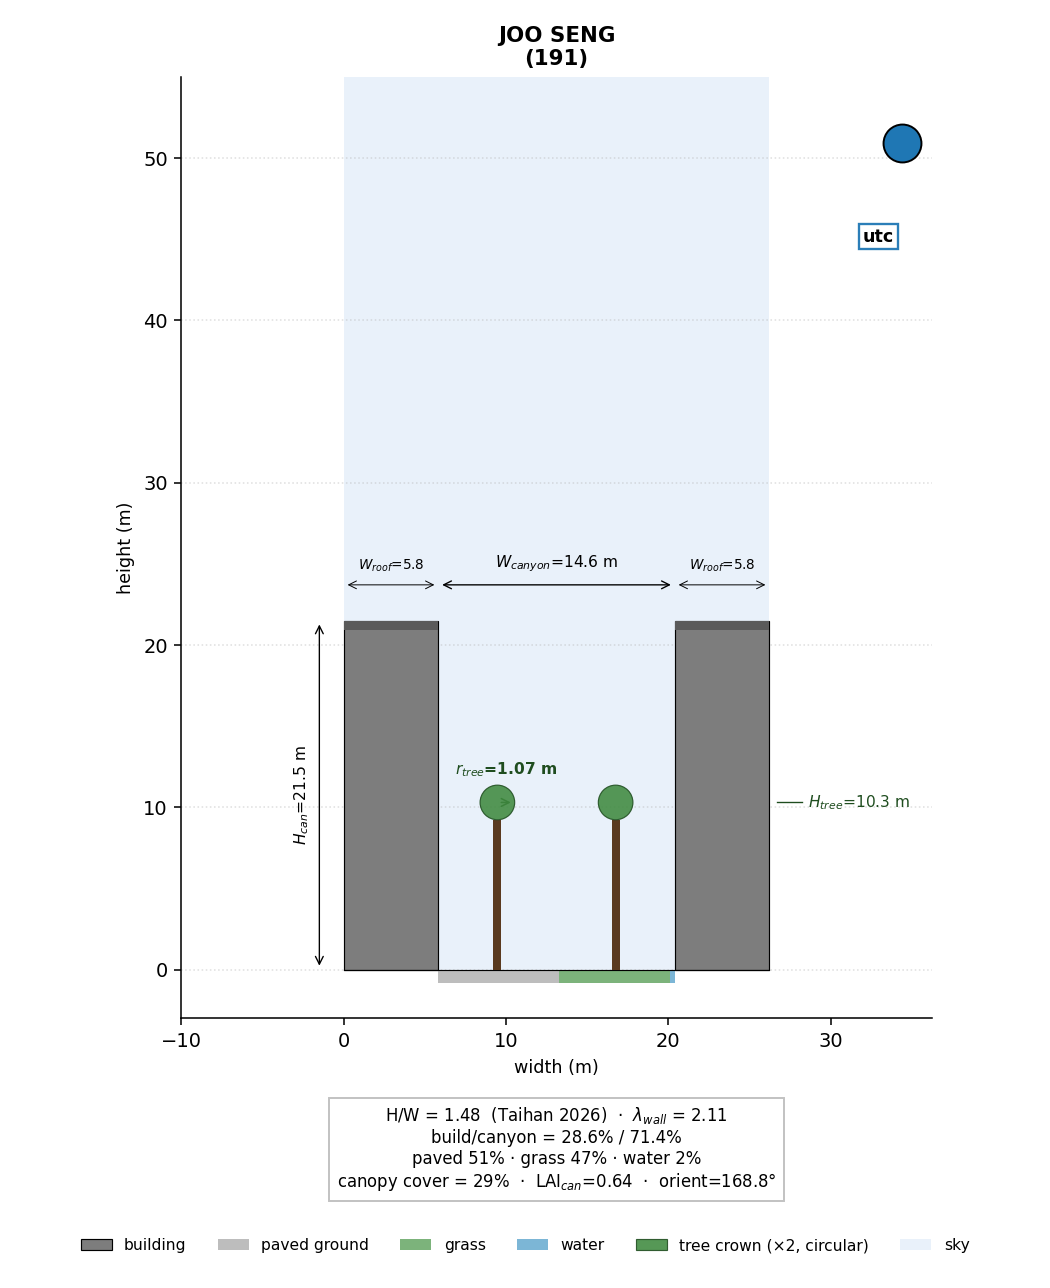 JOO SENG
(191)
utc
50
40
30
20
10
0
height (m)
W_roof=5.8
W_canyon=14.6 m
W_roof=5.8
H_can=21.5 m
r_tree=1.07 m
H_tree=10.3 m
−10
0
10
20
30
width (m)
H/W = 1.48 (Taihan 2026) · λ_wall = 2.11
build/canyon = 28.6% / 71.4%
paved 51% · grass 47% · water 2%
canopy cover = 29% · LAI_can=0.64 · orient=168.8°
building
paved ground
grass
water
tree crown (×2, circular)
sky